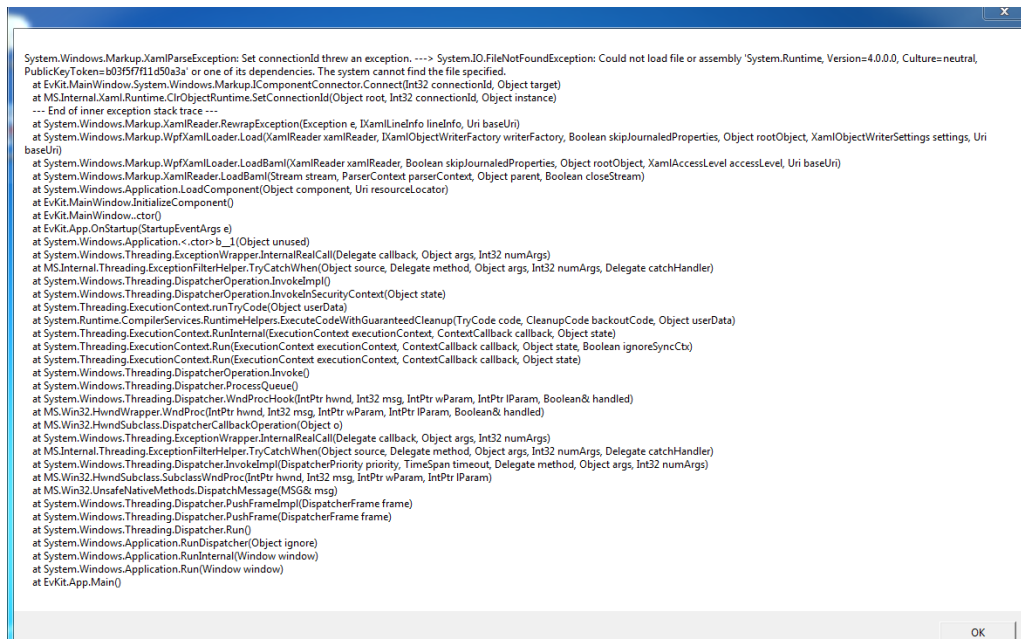 x
System.Windows.Markup.XamlParseException: Set connectionId threw an exception. ---> System.IO.FileNotFoundException: Could not load file or assembly 'System.Runtime, Version=4.0.0.0, Culture=neutral,
PublicKeyToken=b03f5f7f11d50a3a' or one of its dependencies. The system cannot find the file specified.
at EvKit.MainWindow.System.Windows.Markup.IComponentConnector.Connect(Int32 connectionId, Object target)
at MS.Internal.Xaml.Runtime.ClrObjectRuntime.SetConnectionId(Object root, Int32 connectionId, Object instance)
--- End of inner exception stack trace ---
at System.Windows.Markup.XamlReader.RewrapException(Exception e, IXamlLineInfo lineInfo, Uri baseUri)
at System.Windows.Markup.WpfXamlLoader.Load(XamlReader xamlReader, IXamlObjectWriterFactory writerFactory, Boolean skipJournaledProperties, Object rootObject, XamlObjectWriterSettings settings, Uri
baseUri)
at System.Windows.Markup.WpfXamlLoader.LoadBaml(XamlReader xamlReader, Boolean skipJournaledProperties, Object rootObject, XamlAccessLevel accessLevel, Uri baseUri)
at System.Windows.Markup.XamlReader.LoadBaml(Stream stream, ParserContext parserContext, Object parent, Boolean closeStream)
at System.Windows.Application.LoadComponent(Object component, Uri resourceLocator)
at EvKit.MainWindow.InitializeComponent()
at EvKit.MainWindow..ctor()
at EvKit.App.OnStartup(StartupEventArgs e)
at System.Windows.Application.<.ctor>b__1(Object unused)
at System.Windows.Threading.ExceptionWrapper.InternalRealCall(Delegate callback, Object args, Int32 numArgs)
at MS.Internal.Threading.ExceptionFilterHelper.TryCatchWhen(Object source, Delegate method, Object args, Int32 numArgs, Delegate catchHandler)
at System.Windows.Threading.DispatcherOperation.InvokeImpl()
at System.Windows.Threading.DispatcherOperation.InvokeInSecurityContext(Object state)
at System.Threading.ExecutionContext.runTryCode(Object userData)
at System.Runtime.CompilerServices.RuntimeHelpers.ExecuteCodeWithGuaranteedCleanup(TryCode code, CleanupCode backoutCode, Object userData)
at System.Threading.ExecutionContext.RunInternal(ExecutionContext executionContext, ContextCallback callback, Object state)
at System.Threading.ExecutionContext.Run(ExecutionContext executionContext, ContextCallback callback, Object state, Boolean ignoreSyncCtx)
at System.Threading.ExecutionContext.Run(ExecutionContext executionContext, ContextCallback callback, Object state)
at System.Windows.Threading.DispatcherOperation.Invoke()
at System.Windows.Threading.Dispatcher.ProcessQueue()
at System.Windows.Threading.Dispatcher.WndProcHook(IntPtr hwnd, Int32 msg, IntPtr wParam, IntPtr lParam, Boolean& handled)
at MS.Win32.HwndWrapper.WndProc(IntPtr hwnd, Int32 msg, IntPtr wParam, IntPtr lParam, Boolean& handled)
at MS.Win32.HwndSubclass.DispatcherCallbackOperation(Object o)
at System.Windows.Threading.ExceptionWrapper.InternalRealCall(Delegate callback, Object args, Int32 numArgs)
at MS.Internal.Threading.ExceptionFilterHelper.TryCatchWhen(Object source, Delegate method, Object args, Int32 numArgs, Delegate catchHandler)
at System.Windows.Threading.Dispatcher.InvokeImpl(DispatcherPriority priority, TimeSpan timeout, Delegate method, Object args, Int32 numArgs)
at MS.Win32.HwndSubclass.SubclassWndProc(IntPtr hwnd, Int32 msg, IntPtr wParam, IntPtr lParam)
at MS.Win32.UnsafeNativeMethods.DispatchMessage(MSG& msg)
at System.Windows.Threading.Dispatcher.PushFrameImpl(DispatcherFrame frame)
at System.Windows.Threading.Dispatcher.PushFrame(DispatcherFrame frame)
at System.Windows.Threading.Dispatcher.Run()
at System.Windows.Application.RunDispatcher(Object ignore)
at System.Windows.Application.RunInternal(Window window)
at System.Windows.Application.Run(Window window)
at EvKit.App.Main()
OK